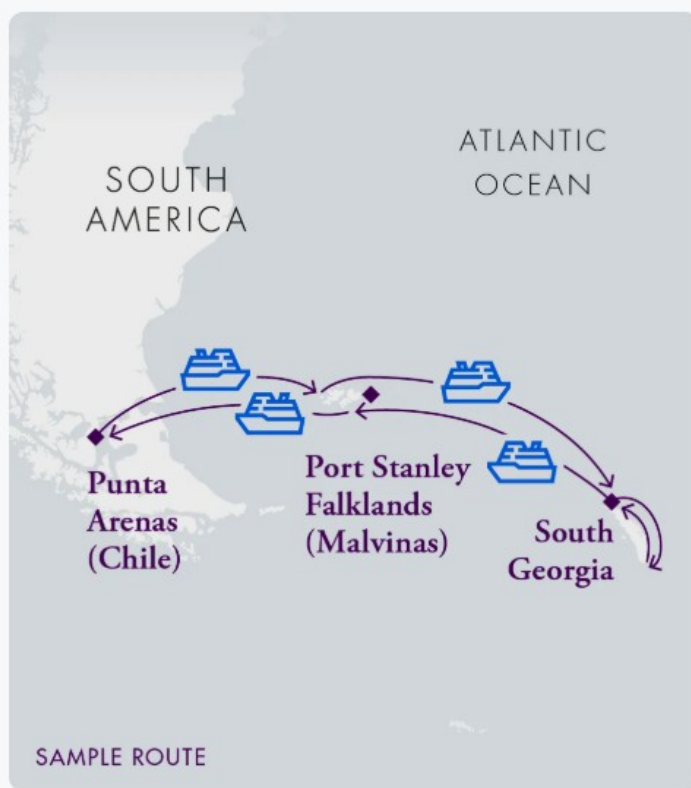 SOUTH
AMERICA
ATLANTIC
OCEAN
Punta
Arenas
(Chile)
Port Stanley
Falklands
(Malvinas)
South
Georgia
SAMPLE ROUTE